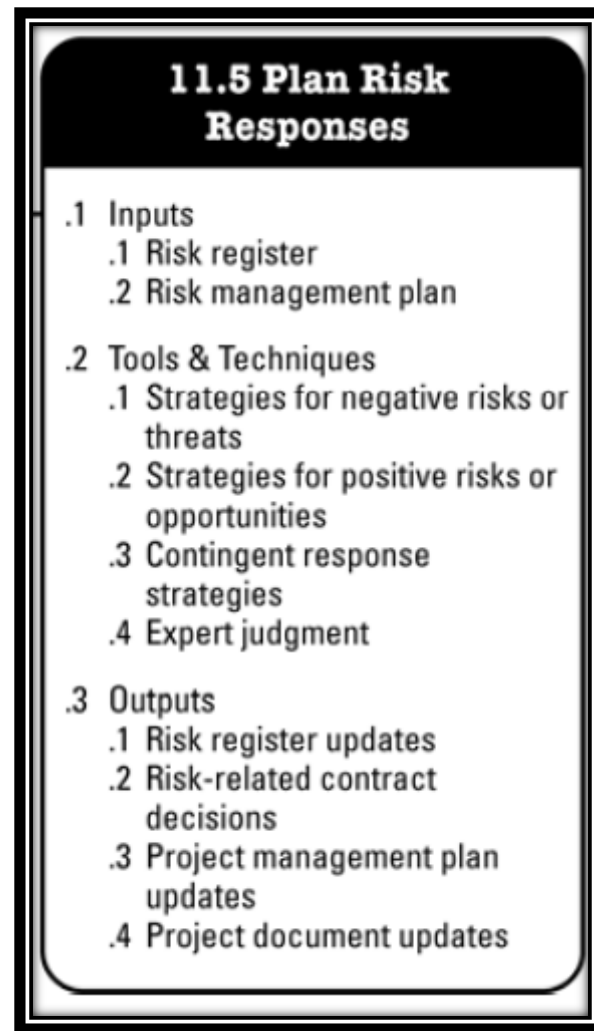 11.5 Plan Risk
Responses
.1 Inputs
.1 Risk register
.2 Risk management plan
.2 Tools & Techniques
.1 Strategies for negative risks or
threats
.2 Strategies for positive risks or
opportunities
.3 Contingent response
strategies
.4 Expert judgment
.3 Outputs
.1 Risk register updates
.2 Risk-related contract
decisions
.3 Project management plan
updates
.4 Project document updates